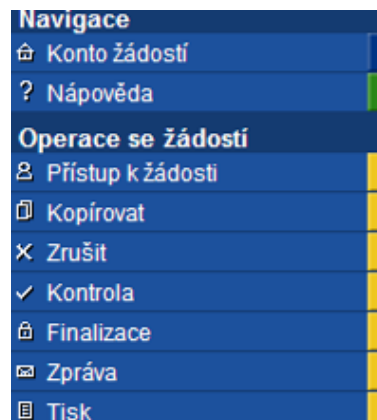 Navigace
Konto žádostí
? Nápověda
Operace se žádostí
Přístup k žádosti
Kopírovat
Zrušit
Kontrola
Finalizace
Zpráva
Tisk